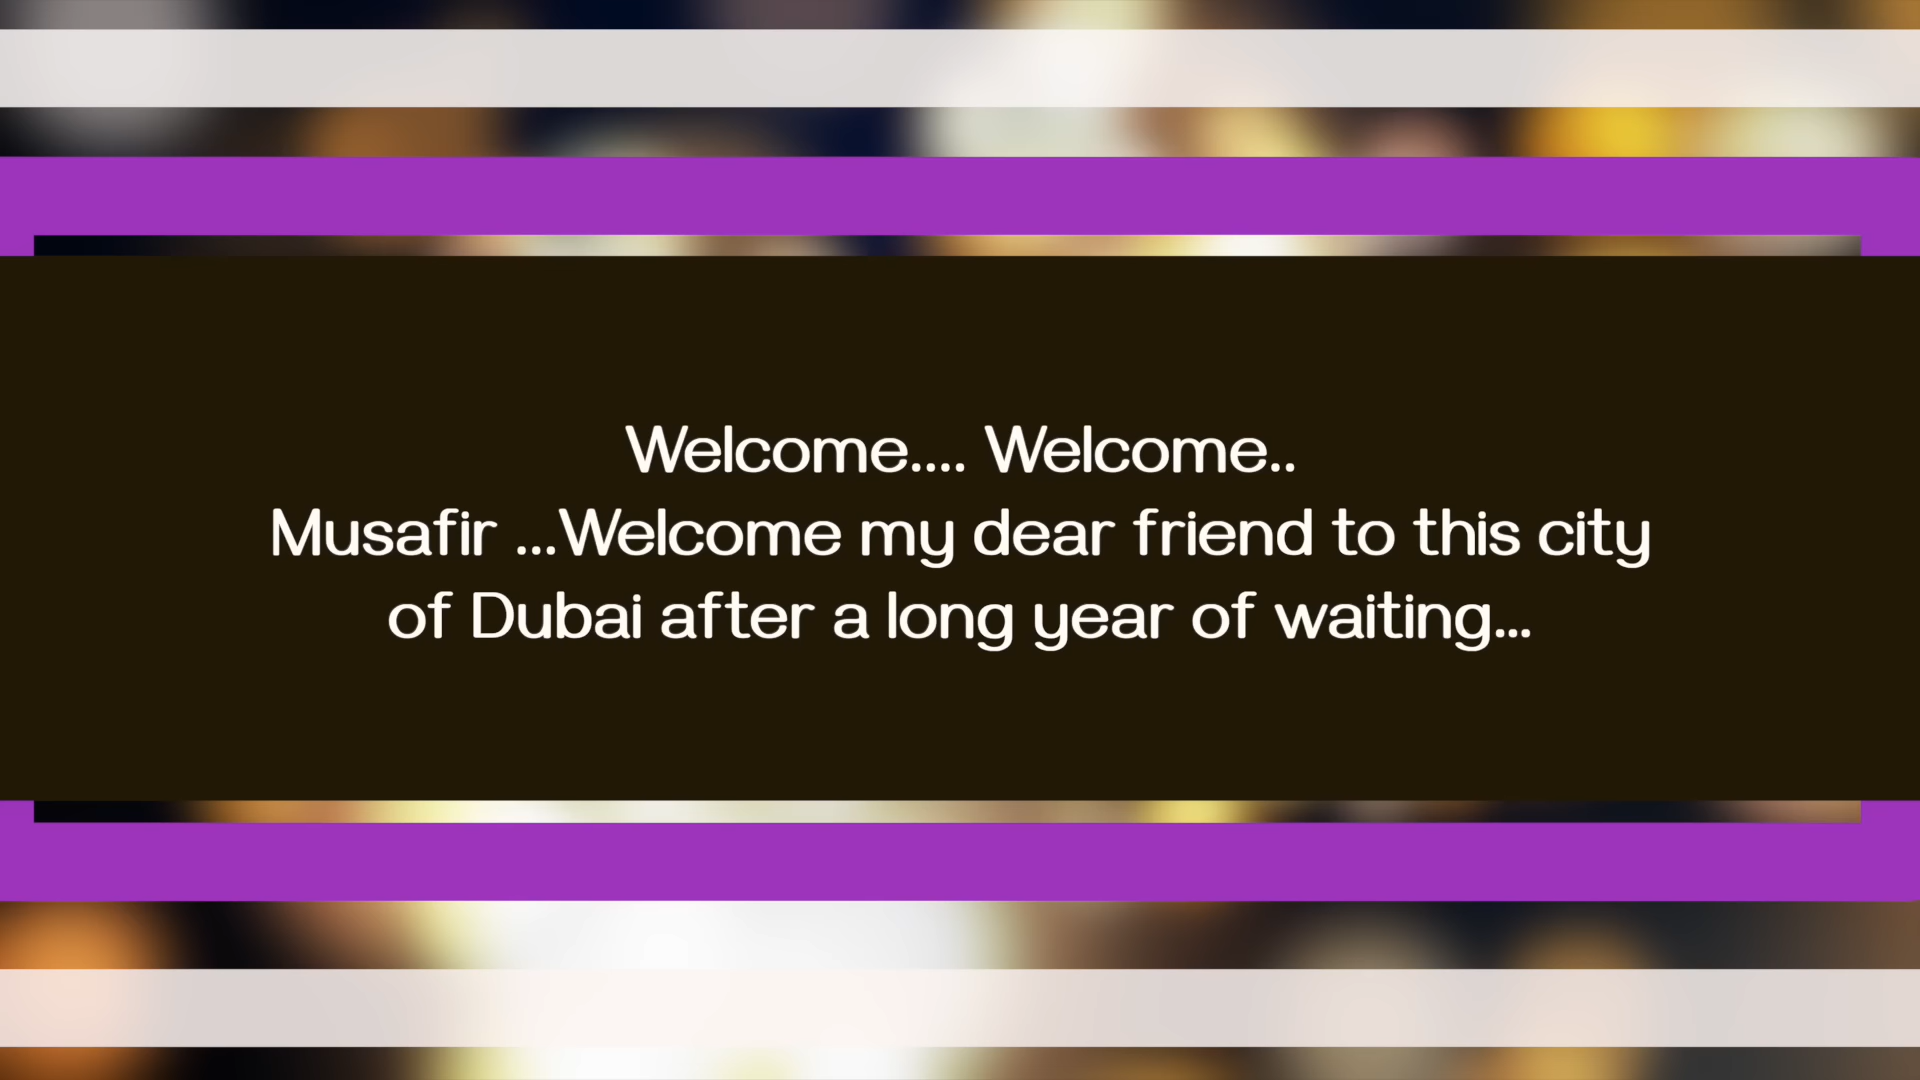 Welcome.... Welcome..
Musafir ...Welcome my dear friend to this city
of Dubai after a long year of waiting...